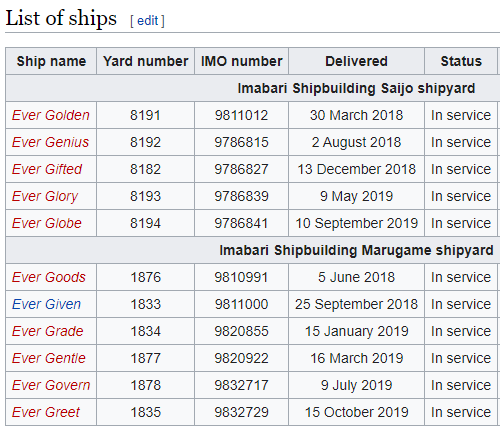 List of ships [ edit ]
Ship name Yard number IMO number Delivered Status
Imabari Shipbuilding Saijo shipyard
Ever Golden 8191 9811012 30 March 2018 In service
Ever Genius 8192 9786815 2 August 2018 In service
Ever Gifted 8182 9786827 13 December 2018 In service
Ever Glory 8193 9786839 9 May 2019 In service
Ever Globe 8194 9786841 10 September 2019 In service
Imabari Shipbuilding Marugame shipyard
Ever Goods 1876 9810991 5 June 2018 In service
Ever Given 1833 9811000 25 September 2018 In service
Ever Grade 1834 9820855 15 January 2019 In service
Ever Gentle 1877 9820922 16 March 2019 In service
Ever Govern 1878 9832717 9 July 2019 In service
Ever Greet 1835 9832729 15 October 2019 In service